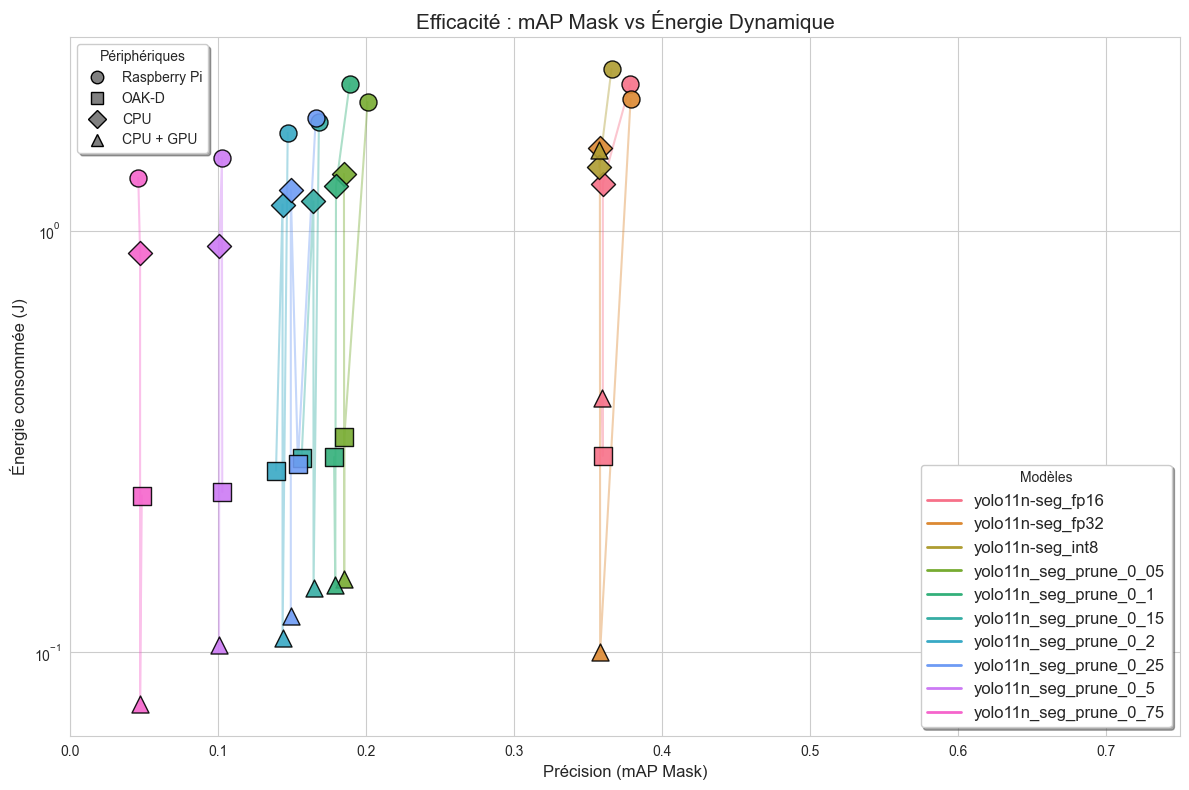 Efficacité : mAP Mask vs Énergie Dynamique
Périphériques
Raspberry Pi
OAK-D
CPU
CPU + GPU
Énergie consommée (J)
10⁰
10⁻¹
Modèles
yolo11n-seg_fp16
yolo11n-seg_fp32
yolo11n-seg_int8
yolo11n_seg_prune_0_05
yolo11n_seg_prune_0_1
yolo11n_seg_prune_0_15
yolo11n_seg_prune_0_2
yolo11n_seg_prune_0_25
yolo11n_seg_prune_0_5
yolo11n_seg_prune_0_75
0.0 0.1 0.2 0.3 0.4 0.5 0.6 0.7
Précision (mAP Mask)